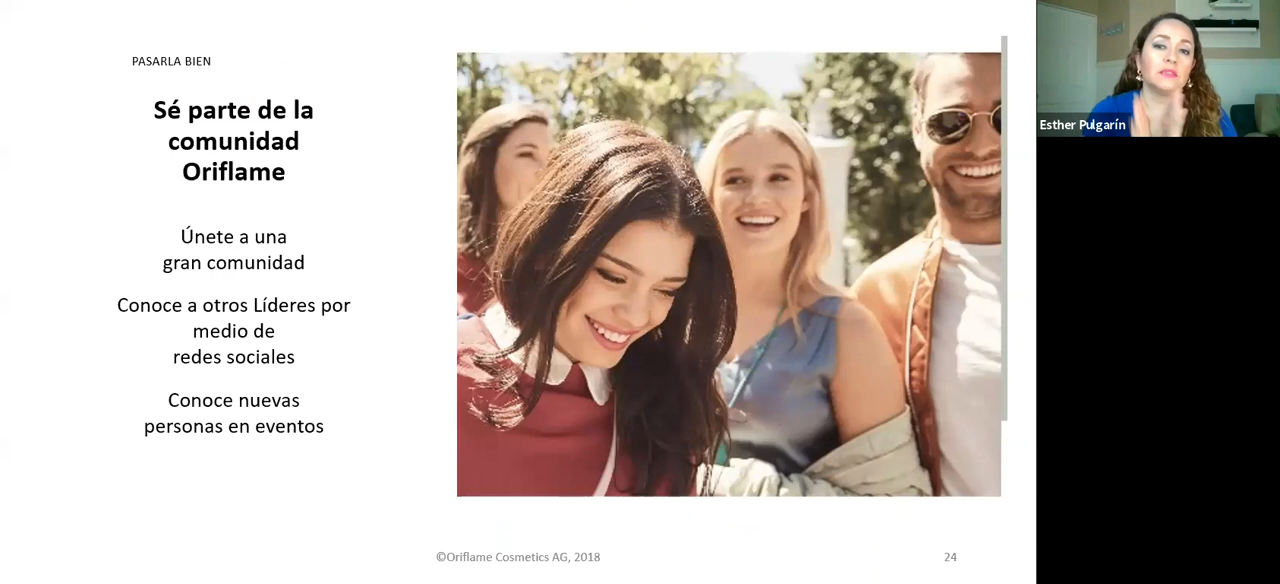 PASARLA BIEN
Sé parte de la
comunidad
Oriflame
Únete a una
gran comunidad
Conoce a otros Líderes por
medio de
redes sociales
Conoce nuevas
personas en eventos
©Oriflame Cosmetics AG, 2018
24
Esther Pulgarín